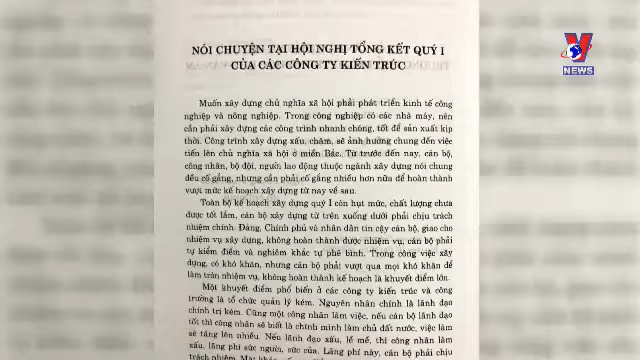 NEWS
NÓI CHUYỆN TẠI HỘI NGHỊ TỔNG KẾT QUÝ I
CỦA CÁC CÔNG TY KIẾN TRÚC
Muốn xây dựng chủ nghĩa xã hội phải phát triển kinh tế công
nghiệp và nông nghiệp. Trong công nghiệp có các nhà máy, nên
cần phải xây dựng các công trình nhanh chóng, tốt để sản xuất kịp
thời. Công trình xây dựng xấu, chậm, sẽ ảnh hưởng chung đến việc
tiến lên chủ nghĩa xã hội ở miền Bắc. Từ trước đến nay, cán bộ,
công nhân, bộ đội, người lao động thuộc ngành xây dựng nói chung
đều cố gắng, nhưng cần phải cố gắng nhiều hơn nữa để hoàn thành
vượt mức kế hoạch xây dựng từ nay về sau.
Toàn bộ kế hoạch xây dựng quý I còn hụt mức, chất lượng chưa
được tốt lắm, cán bộ xây dựng từ trên xuống dưới phải chịu trách
nhiệm chính. Đảng, Chính phủ và nhân dân tin cậy cán bộ, giao cho
nhiệm vụ xây dựng, không hoàn thành được nhiệm vụ, cán bộ phải
tự kiểm điểm và nghiêm khắc tự phê bình. Trong công việc xây
dựng, có khó khăn, nhưng cán bộ phải vượt qua mọi khó khăn để
làm tròn nhiệm vụ, không hoàn thành kế hoạch là khuyết điểm lớn.
Một khuyết điểm phổ biến ở các công ty kiến trúc và công
trường là tổ chức quản lý kém. Nguyên nhân chính là lãnh đạo
chính trị kém. Cũng một công nhân làm việc, nếu cán bộ lãnh đạo
tốt thì công nhân sẽ biết là chính mình làm chủ đất nước, việc làm
sẽ tăng lên nhiều. Nếu lãnh đạo xấu, lề mề, thì công nhân làm
xấu, lãng phí sức người, sức của. Lãng phí này, cán bộ phải chịu
trách nhiệm.